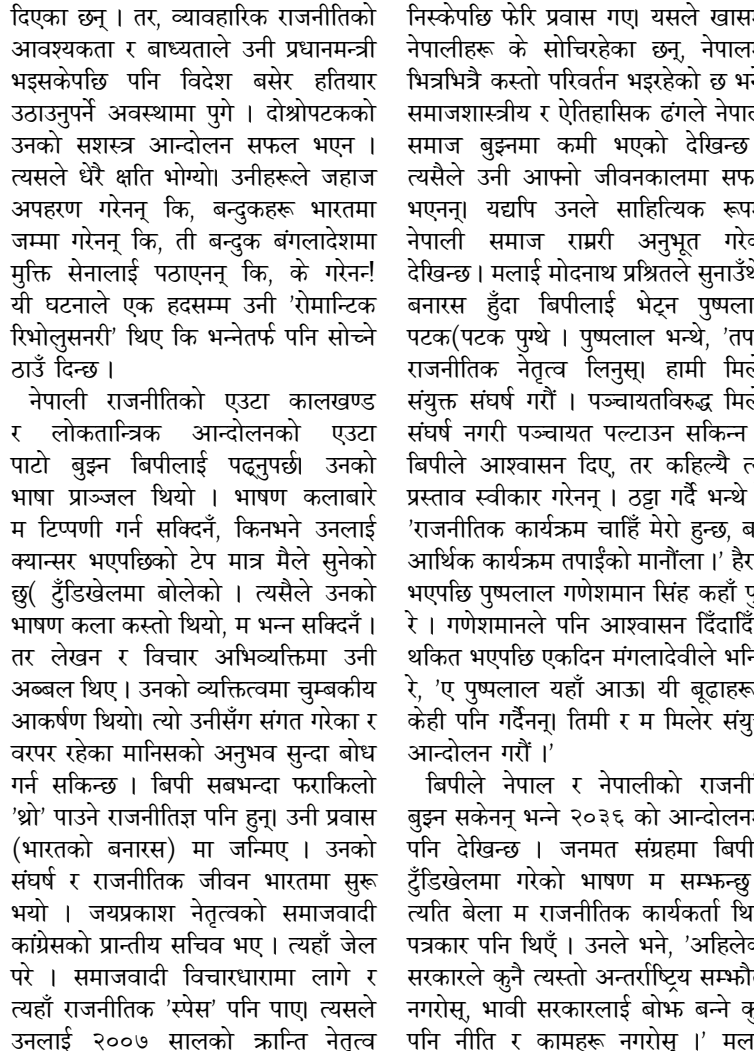 दिएका छन् । तर, व्यावहारिक राजनीतिको
आवश्यकता र बाध्यताले उनी प्रधानमन्त्री
भइसकेपछि पनि विदेश बसेर हतियार
उठाउनुपर्ने अवस्थामा पुगे । दोश्रोपटकको
उनको सशस्त्र आन्दोलन सफल भएन ।
त्यसले धेरै क्षति भोग्यो। उनीहरूले जहाज
अपहरण गरेनन् कि, बन्दुकहरू भारतमा
जम्मा गरेनन् कि, ती बन्दुक बंगलादेशमा
मुक्ति सेनालाई पठाएनन् कि, के गरेनन!
यी घटनाले एक हदसम्म उनी 'रोमान्टिक
रिभोलुसनरी' थिए कि भन्नेतर्फ पनि सोच्ने
ठाउँ दिन्छ ।
नेपाली राजनीतिको एउटा कालखण्ड
र लोकतान्त्रिक आन्दोलनको एउटा
पाटो बुझ्न बिपीलाई पढ्नुपर्छ। उनको
भाषा प्राञ्जल थियो । भाषण कलाबारे
म टिप्पणी गर्न सक्दिनँ, किनभने उनलाई
क्यान्सर भएपछिको टेप मात्र मैले सुनेको
छु( टुँडिखेलमा बोलेको । त्यसैले उनको
भाषण कला कस्तो थियो, म भन्न सक्दिनँ ।
तर लेखन र विचार अभिव्यक्तिमा उनी
अब्बल थिए । उनको व्यक्तित्वमा चुम्बकीय
आकर्षण थियो। त्यो उनीसँग संगत गरेका र
वरपर रहेका मानिसको अनुभव सुन्दा बोध
गर्न सकिन्छ । बिपी सबभन्दा फराकिलो
'थ्रो' पाउने राजनीतिज्ञ पनि हुन्। उनी प्रवास
(भारतको बनारस) मा जन्मिए । उनको
संघर्ष र राजनीतिक जीवन भारतमा सुरू
भयो । जयप्रकाश नेतृत्वको समाजवादी
कांग्रेसको प्रान्तीय सचिव भए । त्यहाँ जेल
परे । समाजवादी विचारधारामा लागे र
त्यहाँ राजनीतिक 'स्पेस' पनि पाए। त्यसले
उनलाई २००७ सालको क्रान्ति नेतृत्व
निस्केपछि फेरि प्रवास गए। यसले
नेपालीहरू के सोचिरहेका छन्,
भित्रभित्रै कस्तो परिवर्तन भइरहेको छ
समाजशास्त्रीय र ऐतिहासिक ढंगले
समाज बुझ्नमा कमी भएको देखिन्छ
त्यसैले उनी आफ्नो जीवनकालमा
भएनन्। यद्यपि उनले साहित्यिक
नेपाली समाज राम्ररी अनुभूत
देखिन्छ । मलाई मोदनाथ प्रश्रितले
बनारस हुँदा बिपीलाई भेट्न
पटक(पटक पुग्थे । पुष्पलाल भन्थे,
राजनीतिक नेतृत्व लिनुस्। हामी
संयुक्त संघर्ष गरौं । पञ्चायतविरुद्ध
संघर्ष नगरी पञ्चायत पल्टाउन सकिन्न
बिपीले आश्वासन दिए, तर कहिल्यै
प्रस्ताव स्वीकार गरेनन् । ठट्टा गर्दै भन्थे
'राजनीतिक कार्यक्रम चाहिँ मेरो हुन्छ,
आर्थिक कार्यक्रम तपाईंको मानौंला ।'
भएपछि पुष्पलाल गणेशमान सिंह कहाँ
रे । गणेशमानले पनि आश्वासन
थकित भएपछि एकदिन मंगलादेवीले
रे, 'ए पुष्पलाल यहाँ आऊ। यी
केही पनि गर्दैनन्। तिमी र म मिलेर
आन्दोलन गरौं ।'
बिपीले नेपाल र नेपालीको
बुझ्न सकेनन् भन्ने २०३६ को
पनि देखिन्छ । जनमत संग्रहमा
टुँडिखेलमा गरेको भाषण म सम्झन्छु
त्यति बेला म राजनीतिक कार्यकर्ता
पत्रकार पनि थिएँ । उनले भने,
सरकारले कुनै त्यस्तो अन्तर्राष्ट्रिय
नगरोस्, भावी सरकारलाई बोझ बन्ने
पनि नीति र कामहरू नगरोस् ।'